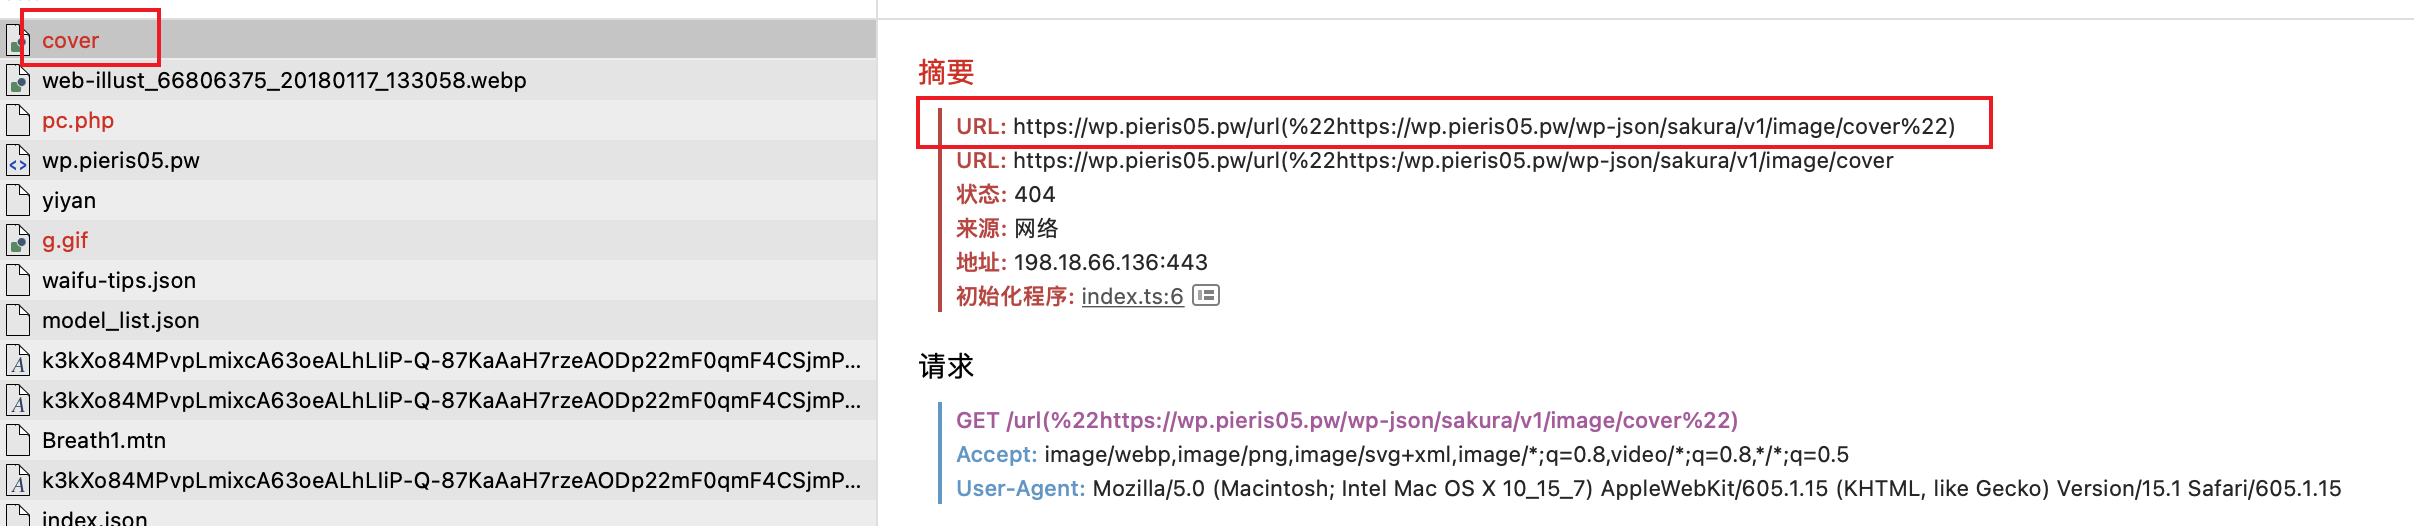 cover
web-illust_66806375_20180117_133058.webp
pc.php
wp.pieris05.pw
yiyan
g.gif
waifu-tips.json
model_list.json
k3kXo84MPvpLmixcA63oeALhLIiP-Q-87KaAaH7rzeAODp22mF0qmF4CSjmP...
k3kXo84MPvpLmixcA63oeALhLIiP-Q-87KaAaH7rzeAODp22mF0qmF4CSjmP...
Breath1.mtn
k3kXo84MPvpLmixcA63oeALhLIiP-Q-87KaAaH7rzeAODp22mF0qmF4CSjmP...
index.json
摘要
URL: https://wp.pieris05.pw/url(%22https://wp.pieris05.pw/wp-json/sakura/v1/image/cover%22)
URL: https://wp.pieris05.pw/url(%22https:/wp.pieris05.pw/wp-json/sakura/v1/image/cover
状态: 404
来源: 网络
地址: 198.18.66.136:443
初始化程序: index.ts:6
请求
GET /url(%22https://wp.pieris05.pw/wp-json/sakura/v1/image/cover%22)
Accept: image/webp,image/png,image/svg+xml,image/*;q=0.8,video/*;q=0.8,*/*;q=0.5
User-Agent: Mozilla/5.0 (Macintosh; Intel Mac OS X 10_15_7) AppleWebKit/605.1.15 (KHTML, like Gecko) Version/15.1 Safari/605.1.15